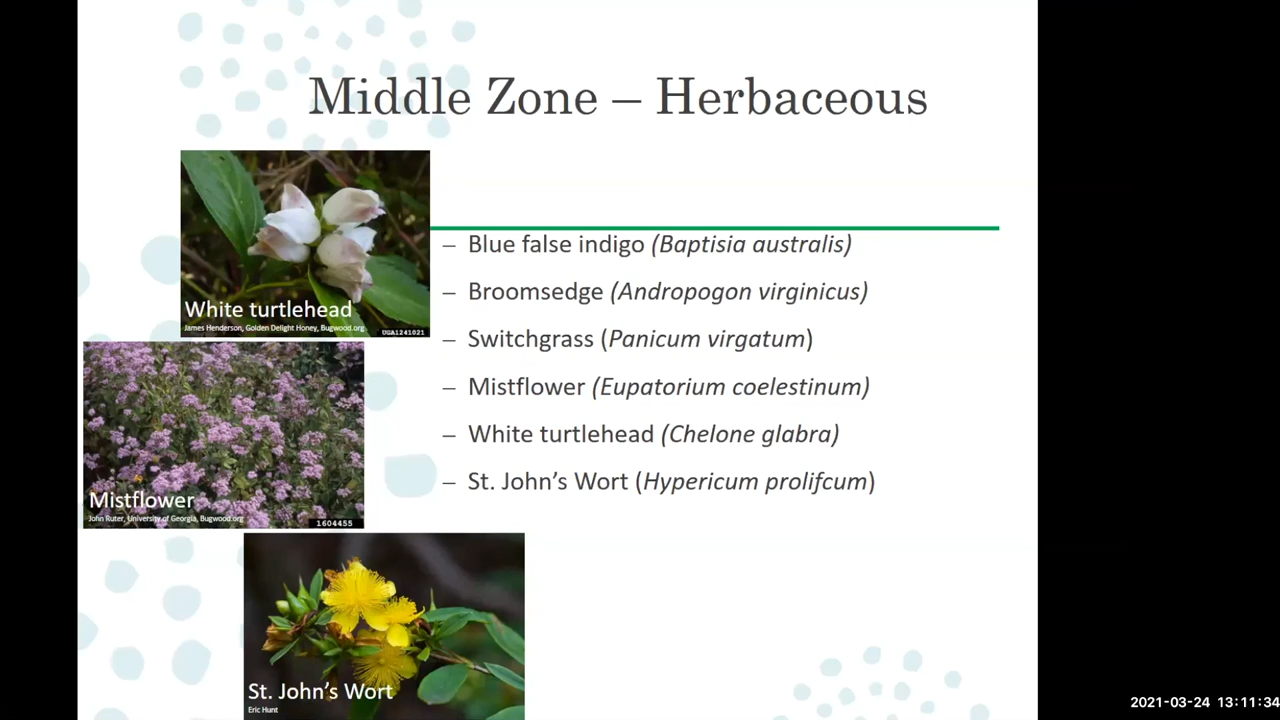 Middle Zone – Herbaceous
White turtlehead
James Henderson, Golden Delight Honey, Bugwood.org
UGA1241021
– Blue false indigo (Baptisia australis)
– Broomsedge (Andropogon virginicus)
– Switchgrass (Panicum virgatum)
– Mistflower (Eupatorium coelestinum)
– White turtlehead (Chelone glabra)
– St. John’s Wort (Hypericum prolifcum)
Mistflower
John Ruter, University of Georgia, Bugwood.org
1604455
St. John’s Wort
Eric Hunt
2021-03-24 13:11:34